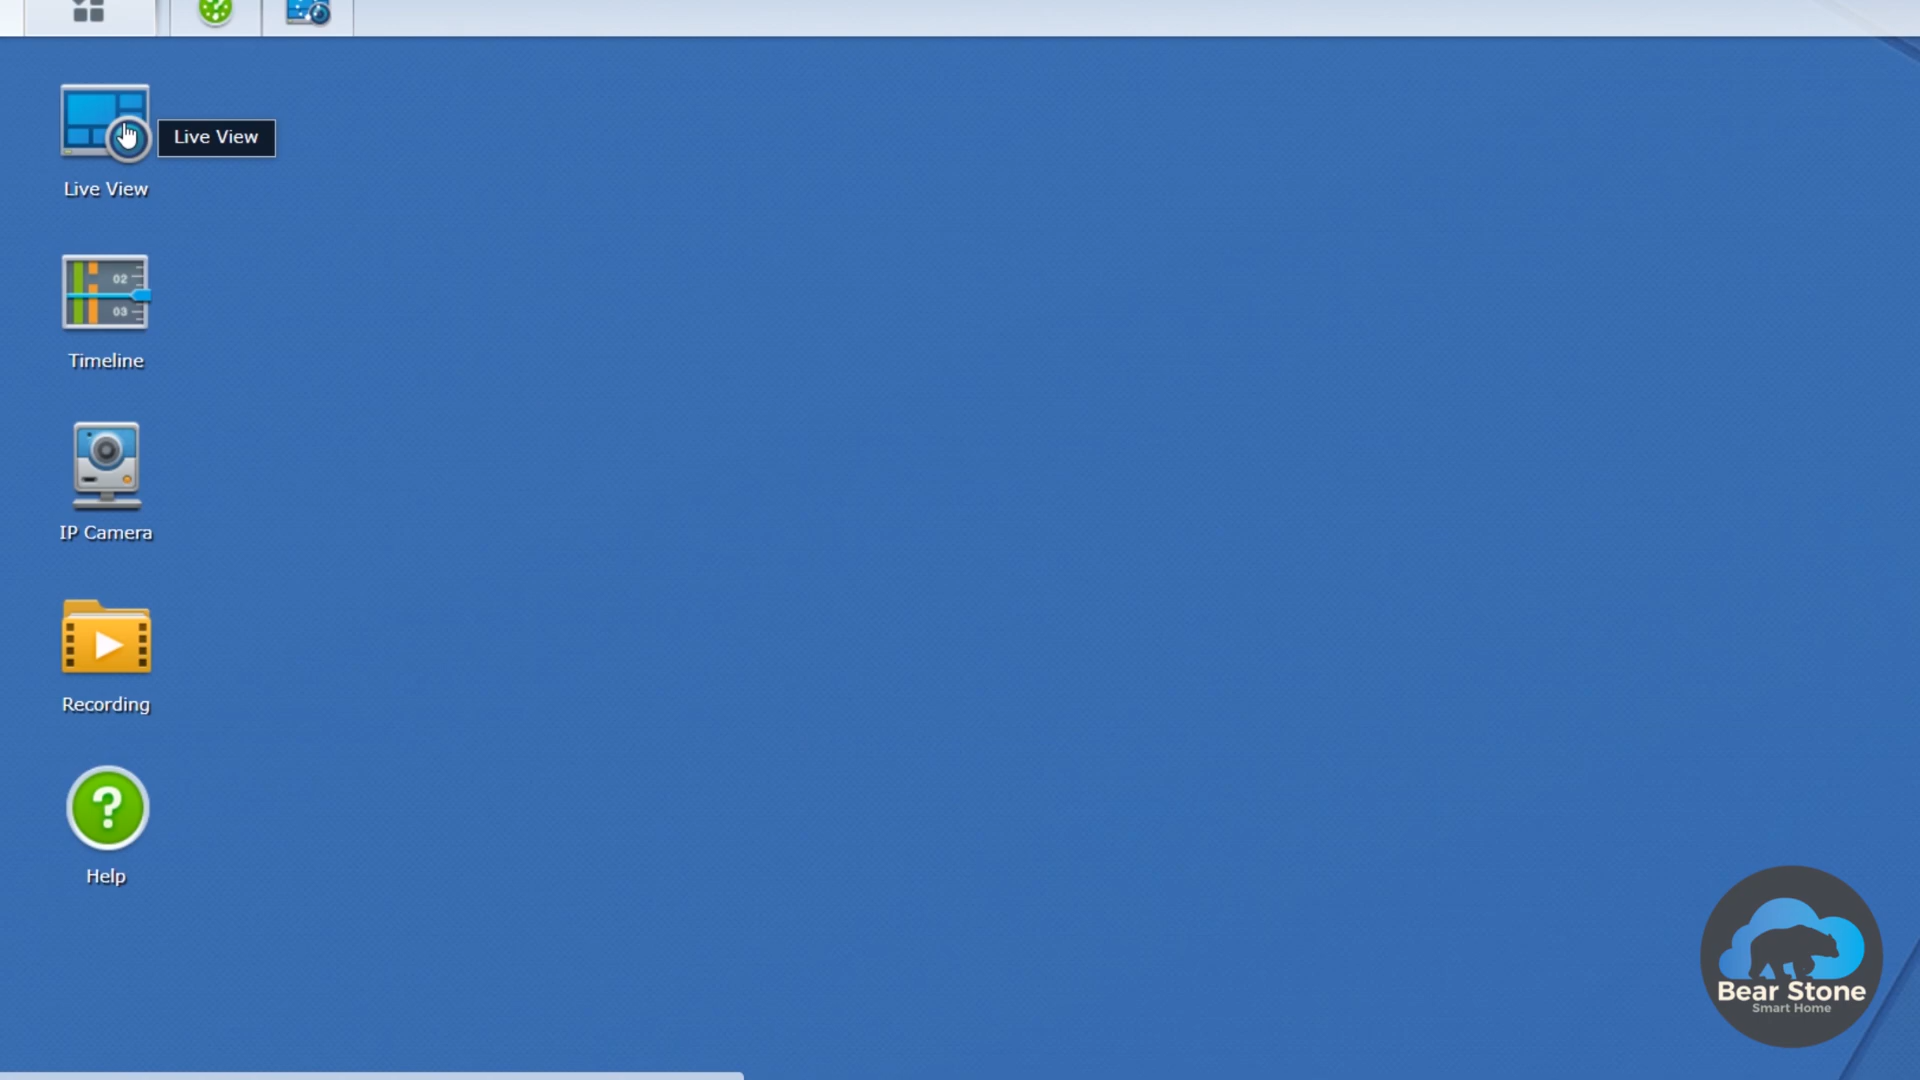 Live View
Live View
02
03
Timeline
IP Camera
Recording
?
Help
Bear Stone
Smart Home